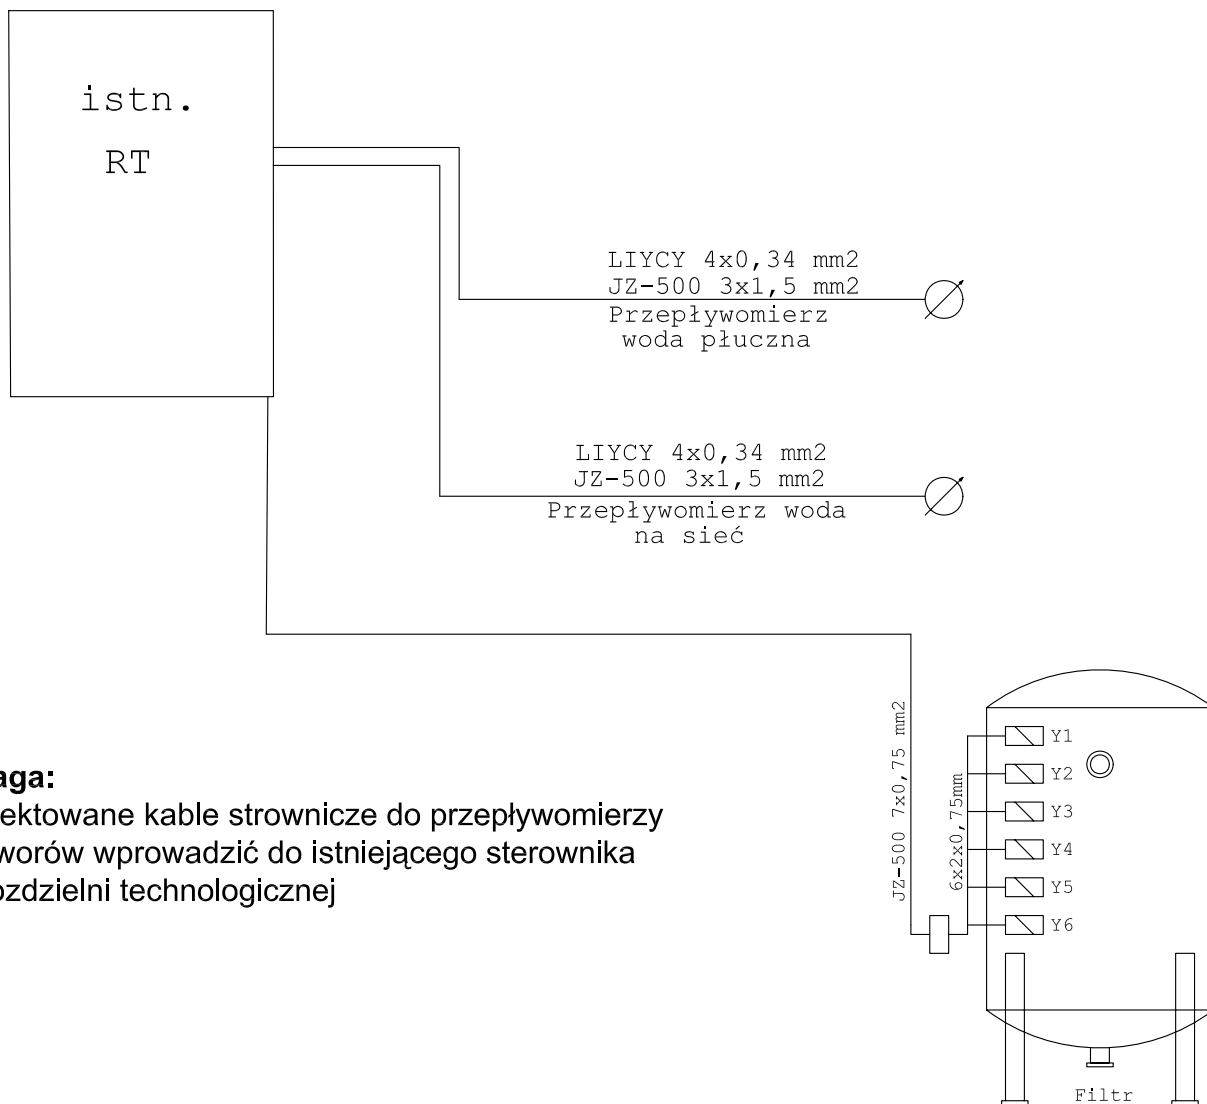 istn.
RT
LIYCY 4x0,34 mm2
JZ-500 3x1,5 mm2
Przepływomierz
woda płuczna
LIYCY 4x0,34 mm2
JZ-500 3x1,5 mm2
Przepływomierz woda
na sieć
aga:
ektowane kable strownicze do przepływomierzy
worów wprowadzić do istniejącego sterownika
ozdzielni technologicznej
JZ-500 7x0,75 mm2
6x2x0,75mm
Y1
Y2
Y3
Y4
Y5
Y6
Filtr